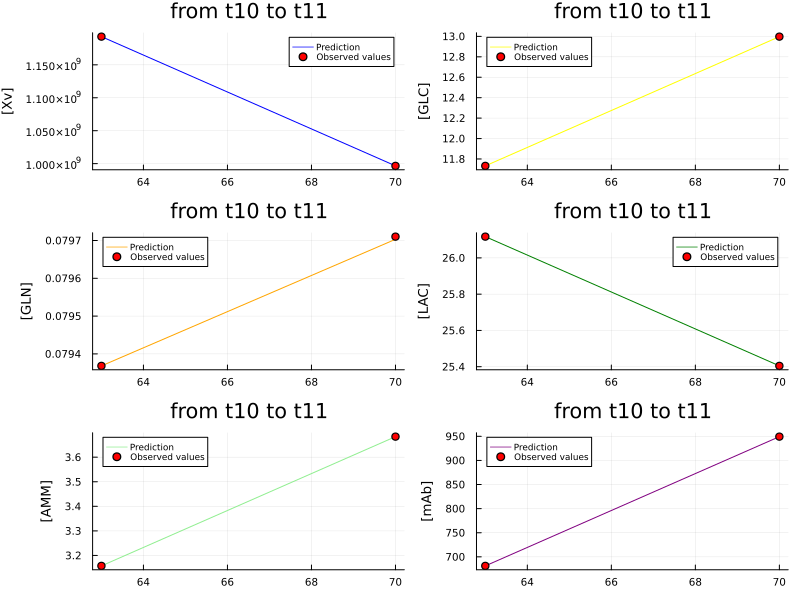 from t10 to t11
[Xv]
1.150×10⁹
1.100×10⁹
1.050×10⁹
1.000×10⁹
Prediction
Observed values
64 66 68 70
from t10 to t11
[GLC]
13.0
12.8
12.6
12.4
12.2
12.0
11.8
Prediction
Observed values
64 66 68 70
from t10 to t11
[GLN]
0.0797
0.0796
0.0795
0.0794
Prediction
Observed values
64 66 68 70
from t10 to t11
[LAC]
26.0
25.8
25.6
25.4
Prediction
Observed values
64 66 68 70
from t10 to t11
[AMM]
3.6
3.5
3.4
3.3
3.2
Prediction
Observed values
64 66 68 70
from t10 to t11
[mAb]
950
900
850
800
750
700
Prediction
Observed values
64 66 68 70